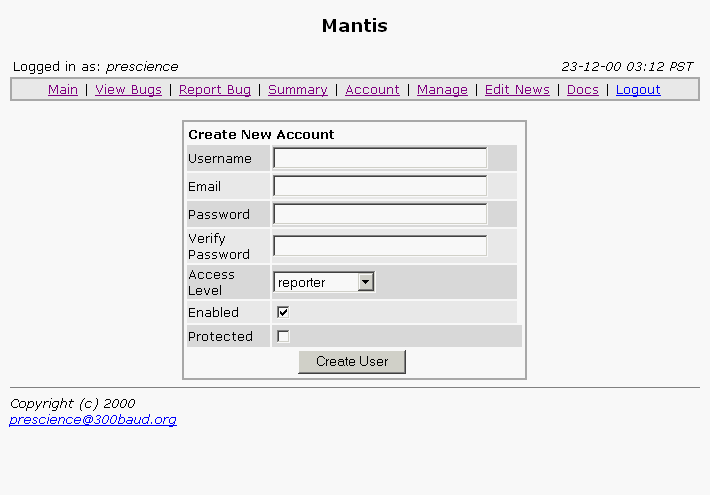 Mantis
Logged in as: prescience 23-12-00 03:12 PST
Main | View Bugs | Report Bug | Summary | Account | Manage | Edit News | Docs | Logout
Create New Account
Username
Email
Password
Verify
Password
Access
Level
reporter
Enabled
Protected
Create User
Copyright (c) 2000
prescience@300baud.org